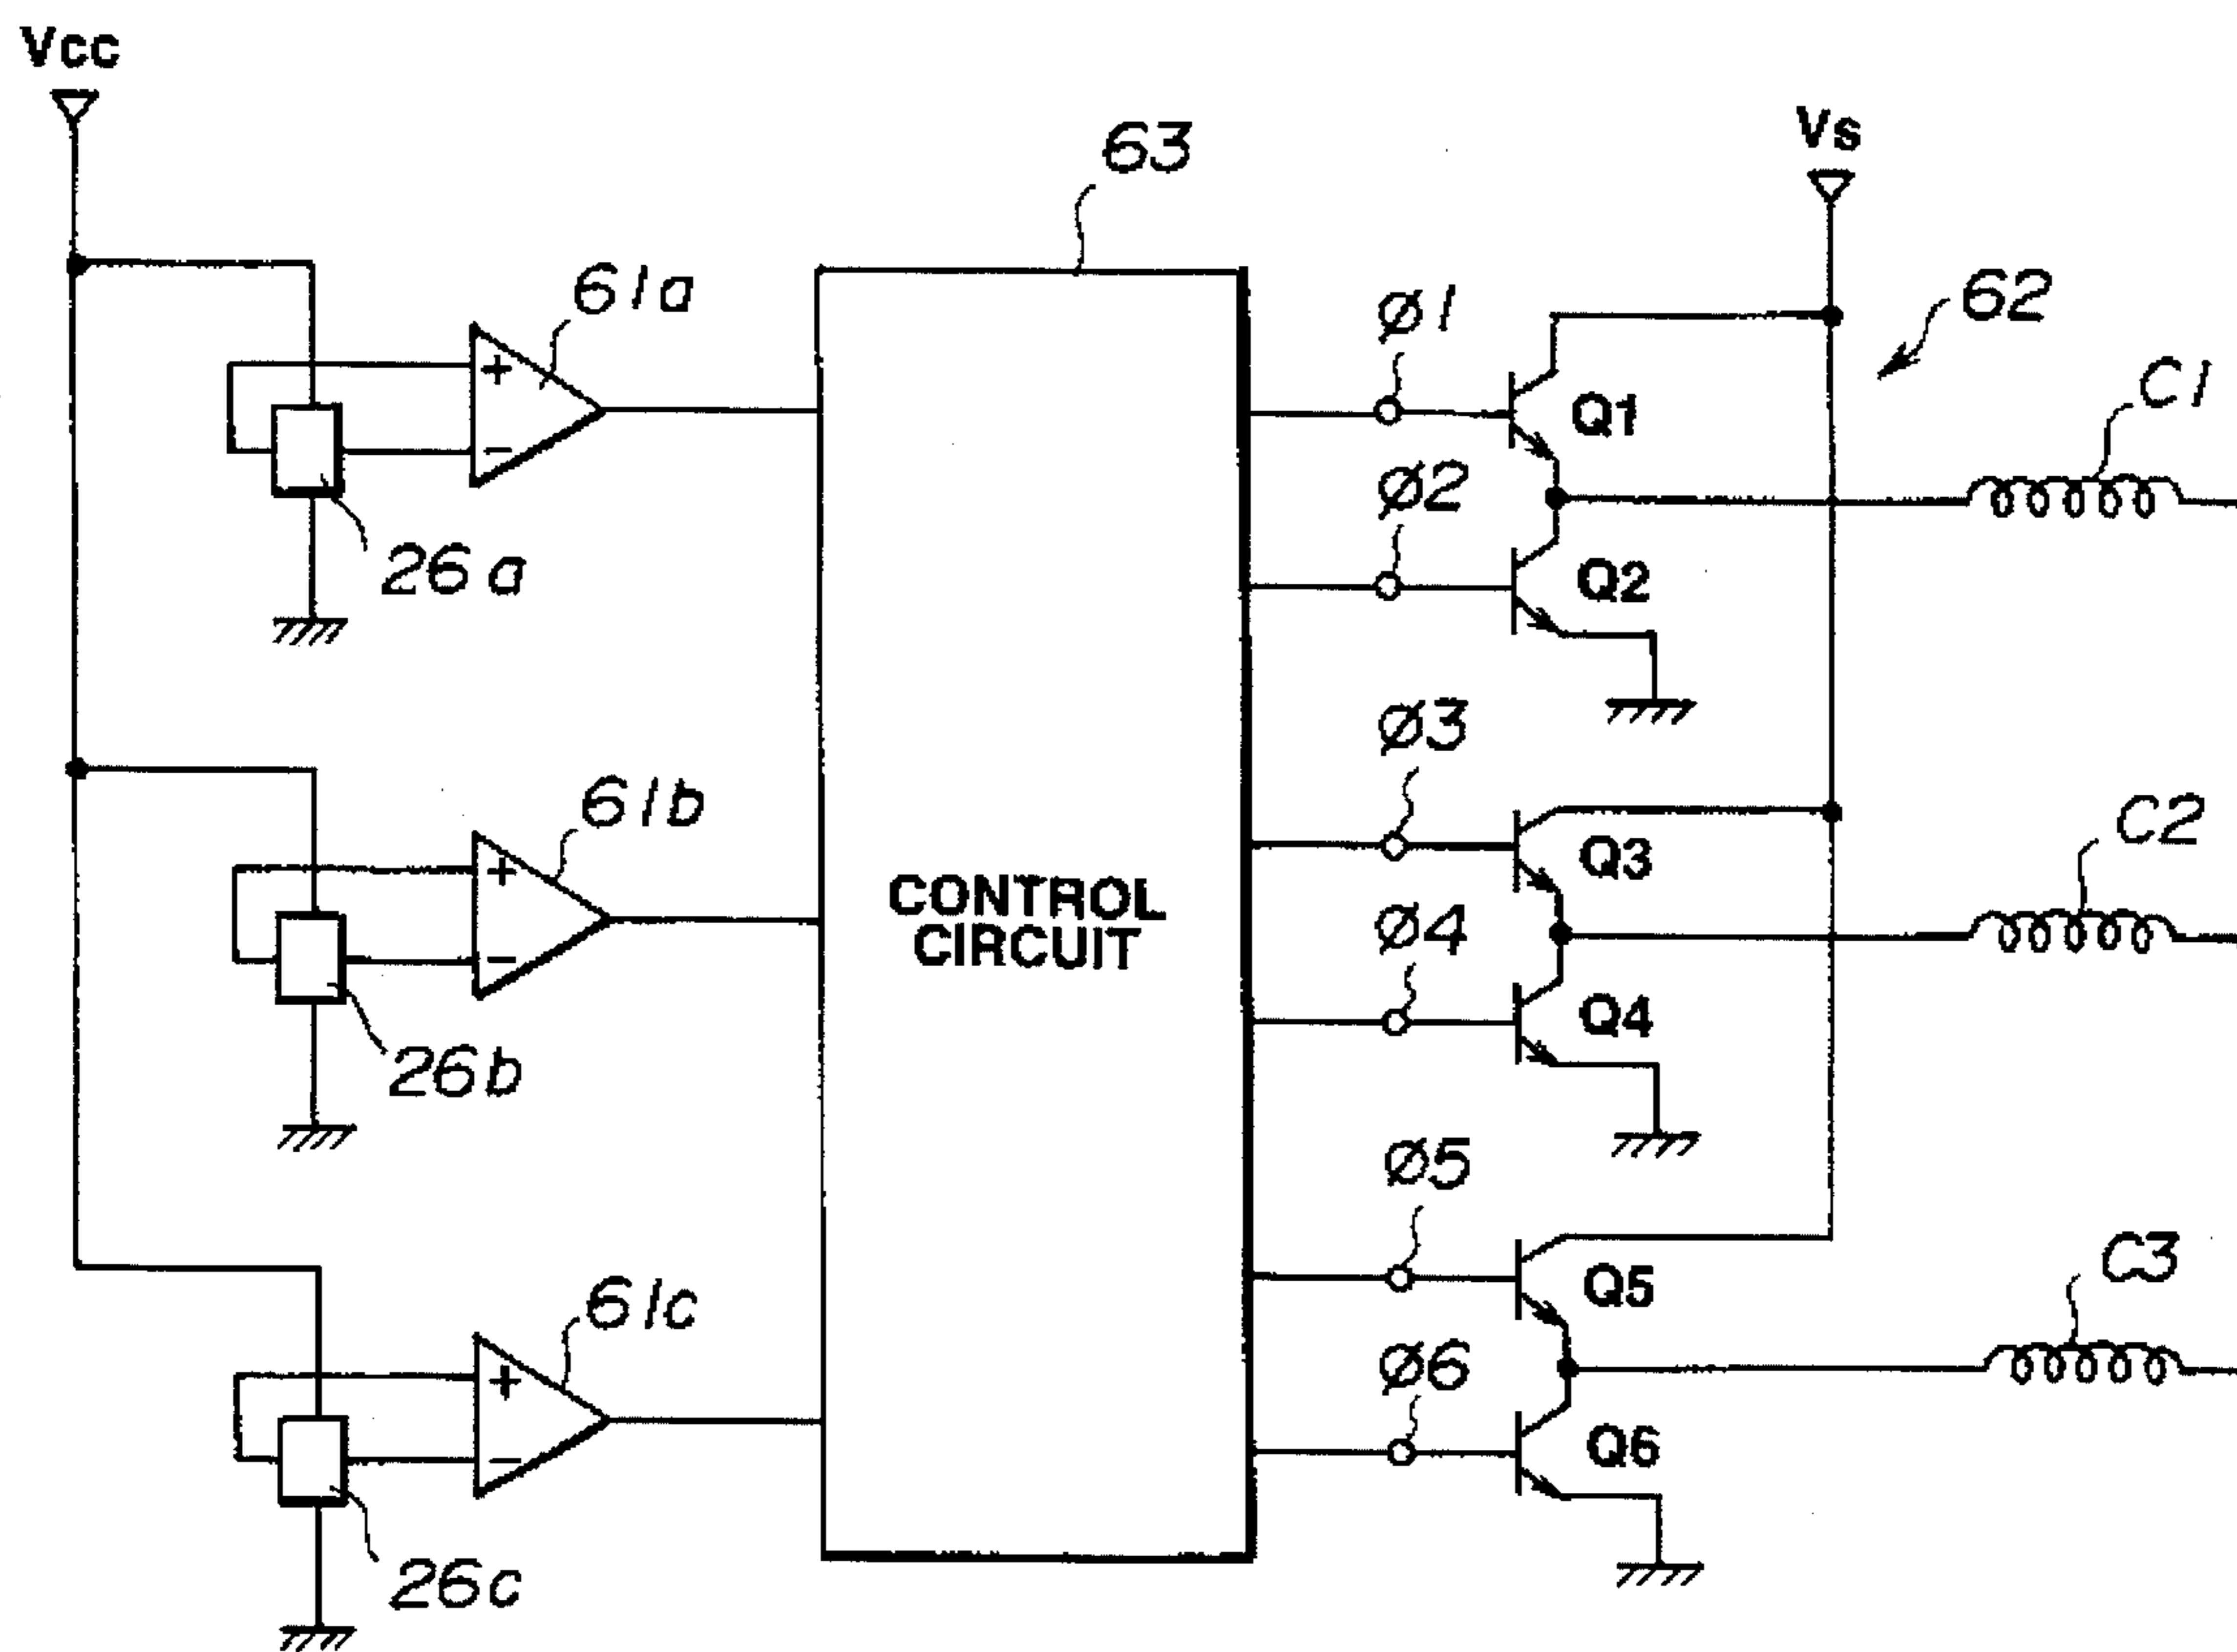 Vcc
63
Vs
61a
Ø1
62
C1
Q1
+
-
Ø2
26a
Q2
61b
Ø3
C2
+
-
Q3
CONTROL
CIRCUIT
Ø4
Q4
26b
Ø5
61c
C3
Q5
+
-
Ø6
Q6
26c